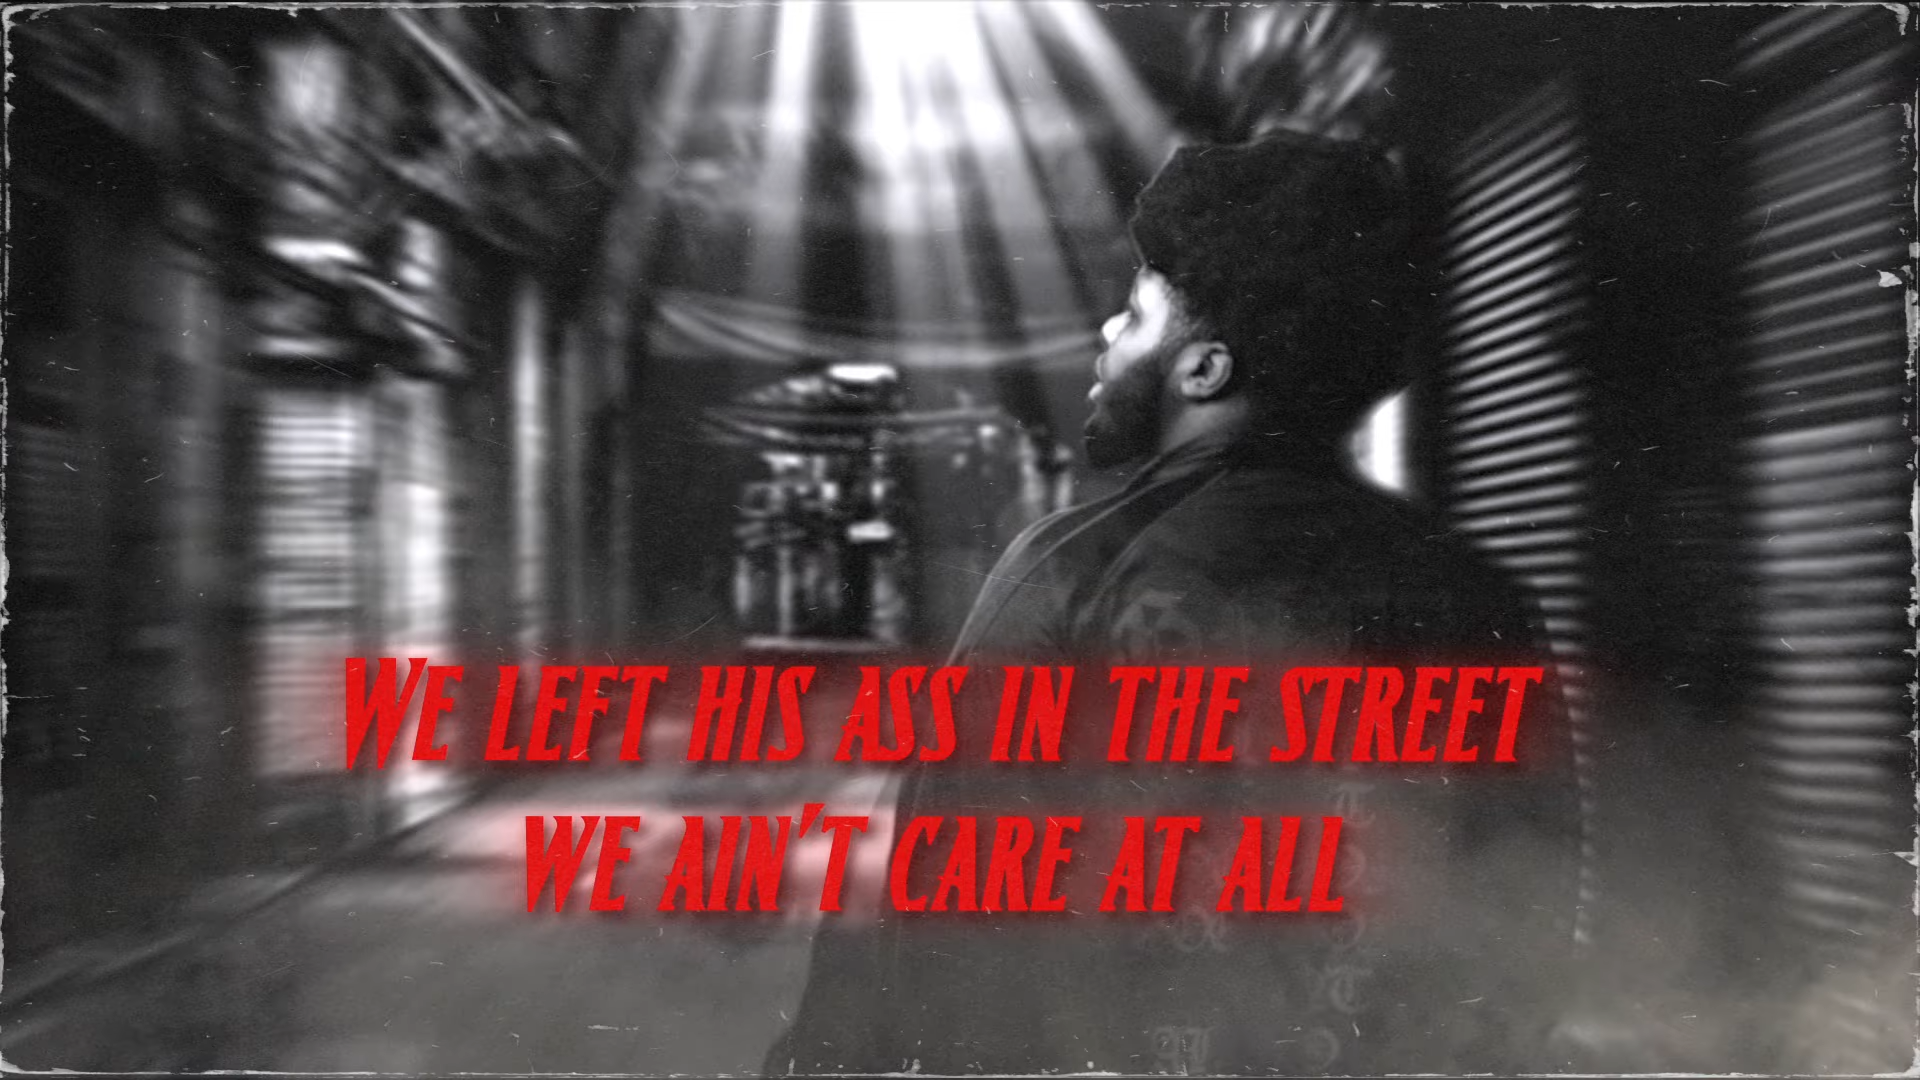 We left his ass in the street
we ain't care at all